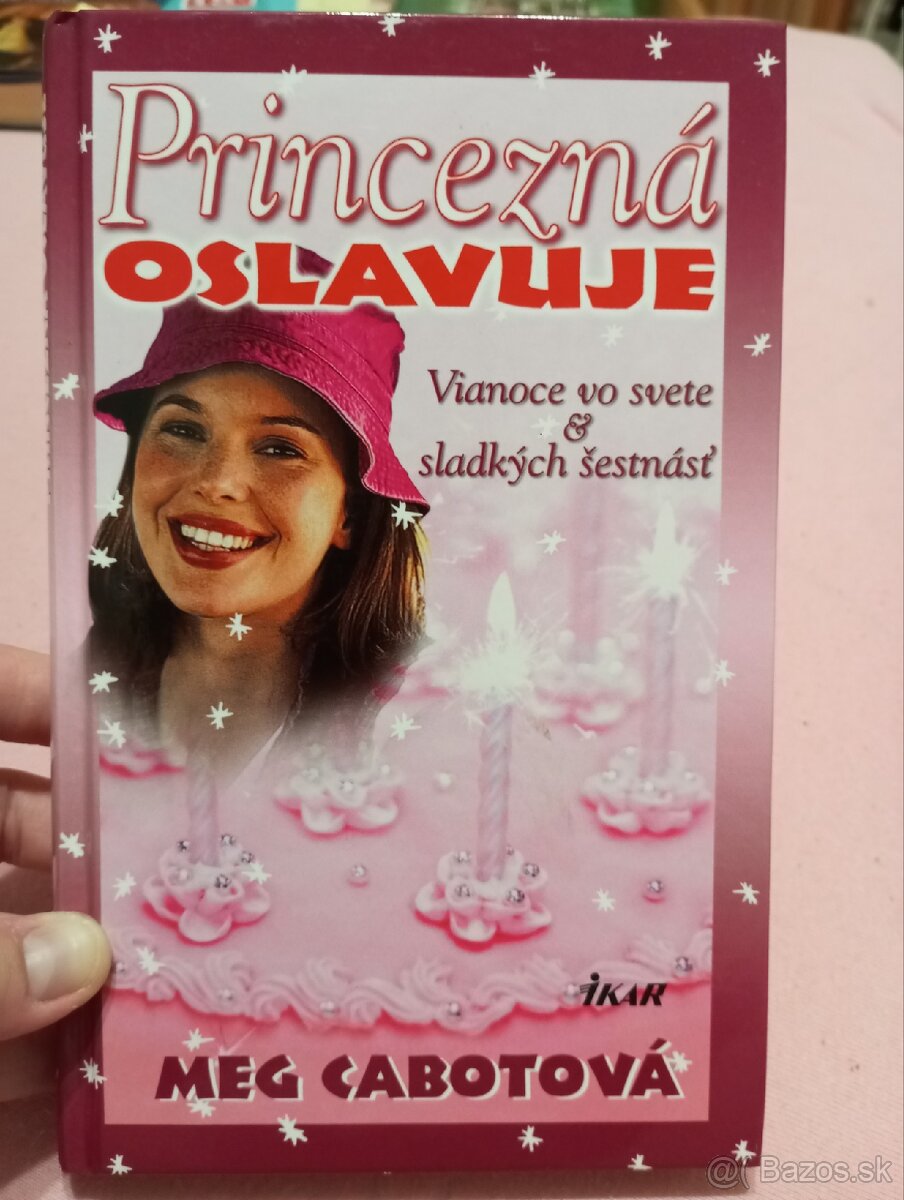 Princezná
OSLAVUJE
Vianoce vo svete
&
sladkých šestnásť
IKAR
MEG CABOTOVÁ
@( Bazos.sk